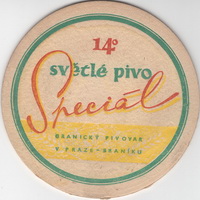 14°
světlé pivo
Speciál
BRANICKÝ PIVOVAR
V PRAZE-BRANÍKU